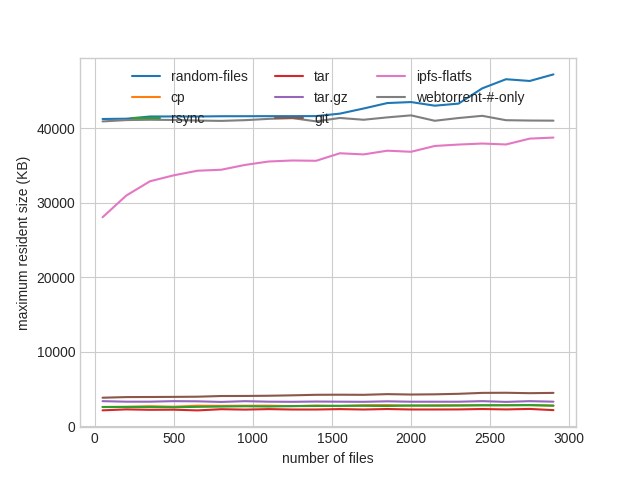 random-files tar ipfs-flatfs
cp tar.gz webtorrent-#-only
rsync git
40000
30000
20000
10000
0
maximum resident size (KB)
0 500 1000 1500 2000 2500 3000
number of files